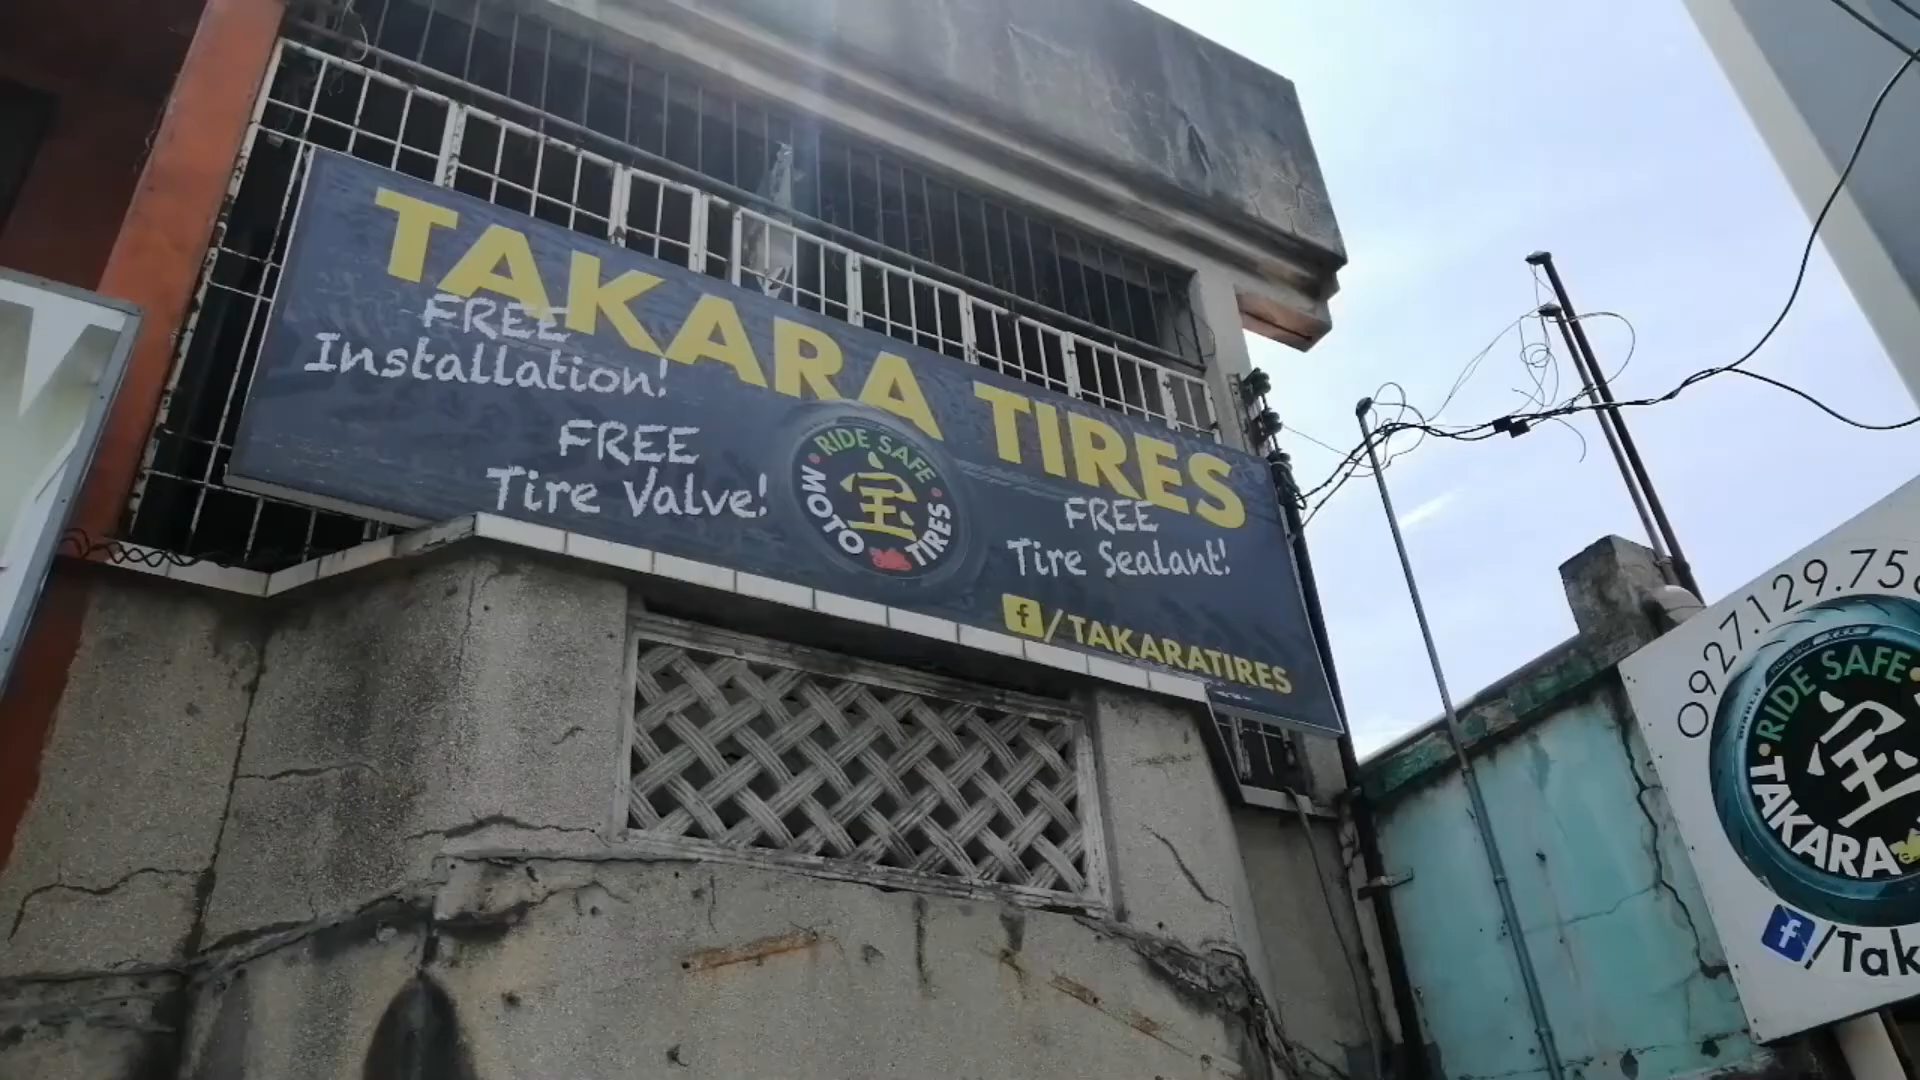 TAKARA TIRES
FREE
Installation!
FREE
Tire Valve!
RIDE SAFE
宝
MOTO TIRES
FREE
Tire Sealant!
f/TAKARATIRES
0927.129.75
RIDE SAFE
宝
TAKARA
f/Tak